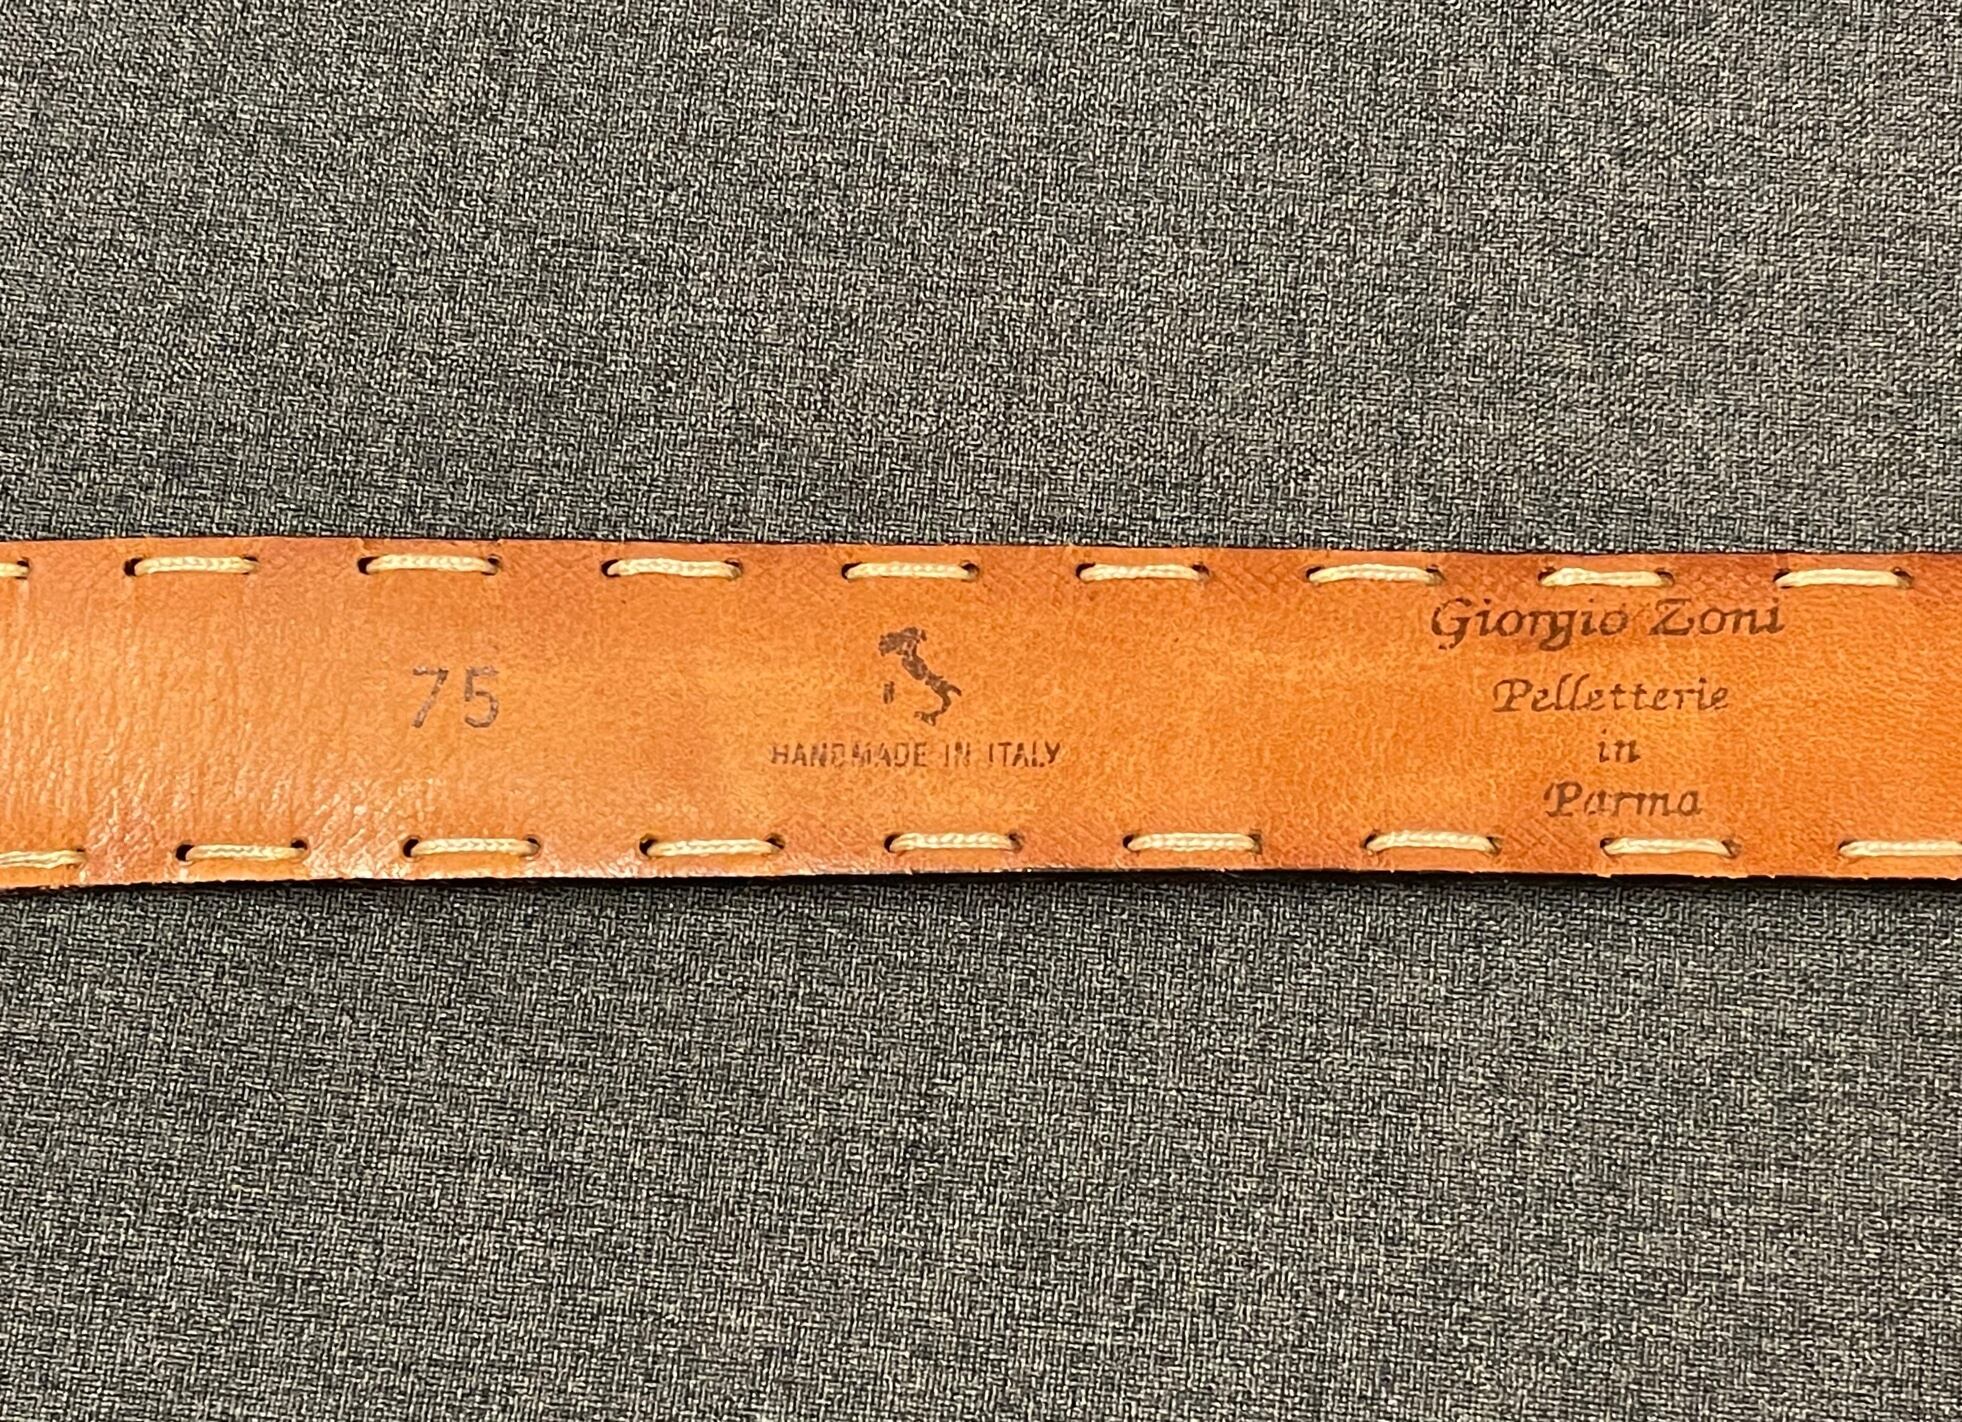 75
HANDMADE IN ITALY
Giorgio Zoni
Pelletterie
in
Parma